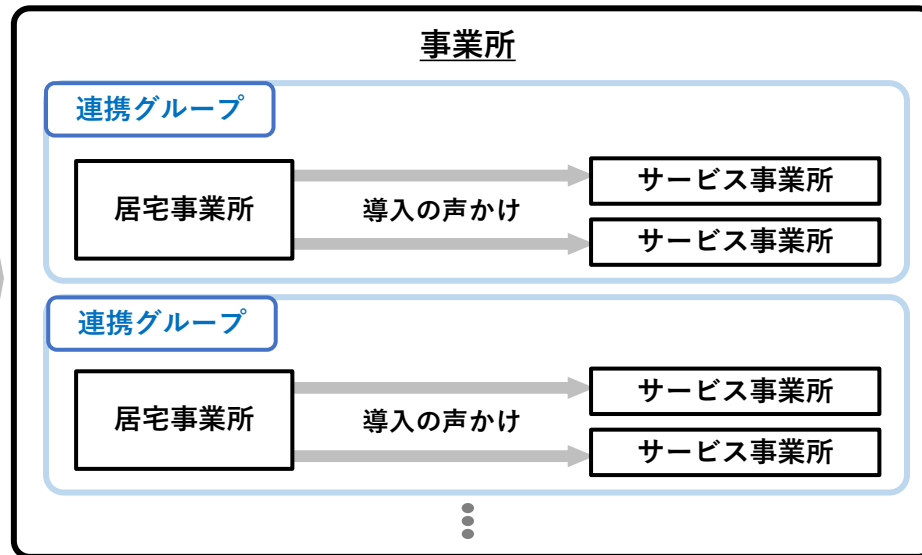 事業所
連携グループ
居宅事業所
導入の声かけ
サービス事業所
サービス事業所
連携グループ
居宅事業所
導入の声かけ
サービス事業所
サービス事業所